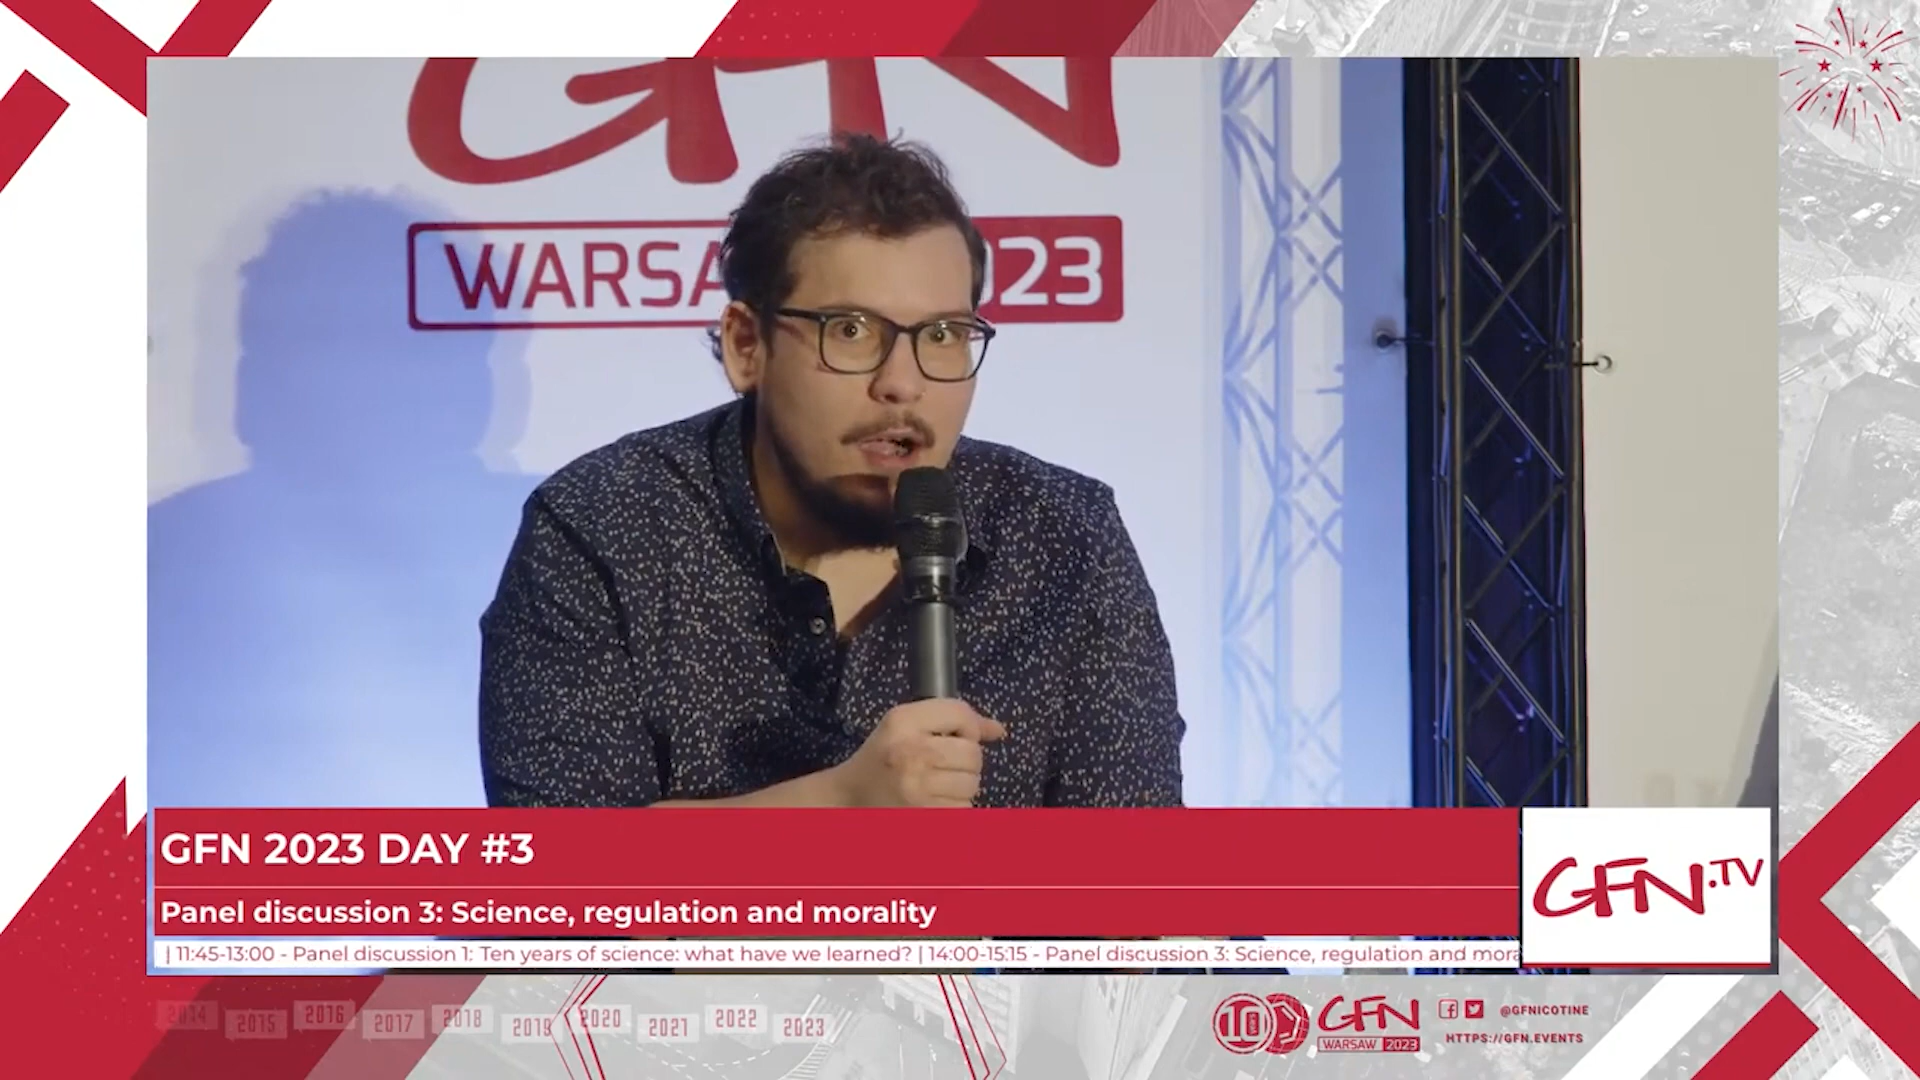 GFN
WARSA 023
GFN 2023 DAY #3
Panel discussion 3: Science, regulation and morality
| 11:45-13:00 - Panel discussion 1: Ten years of science: what have we learned? | 14:00-15:15 - Panel discussion 3: Science, regulation and mora
GFN.TV
2014 2015 2016 2017 2018 2019 2020 2021 2022 2023
10
GFN
WARSAW 2023
@GFNICOTINE
HTTPS://GFN.EVENTS